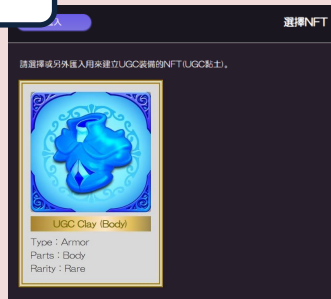 入
選擇NFT
請選擇或另外匯入用來建立UGC裝備的NFT(UGC黏土)。
UGC Clay (Body)
Type：Armor
Parts：Body
Rarity：Rare